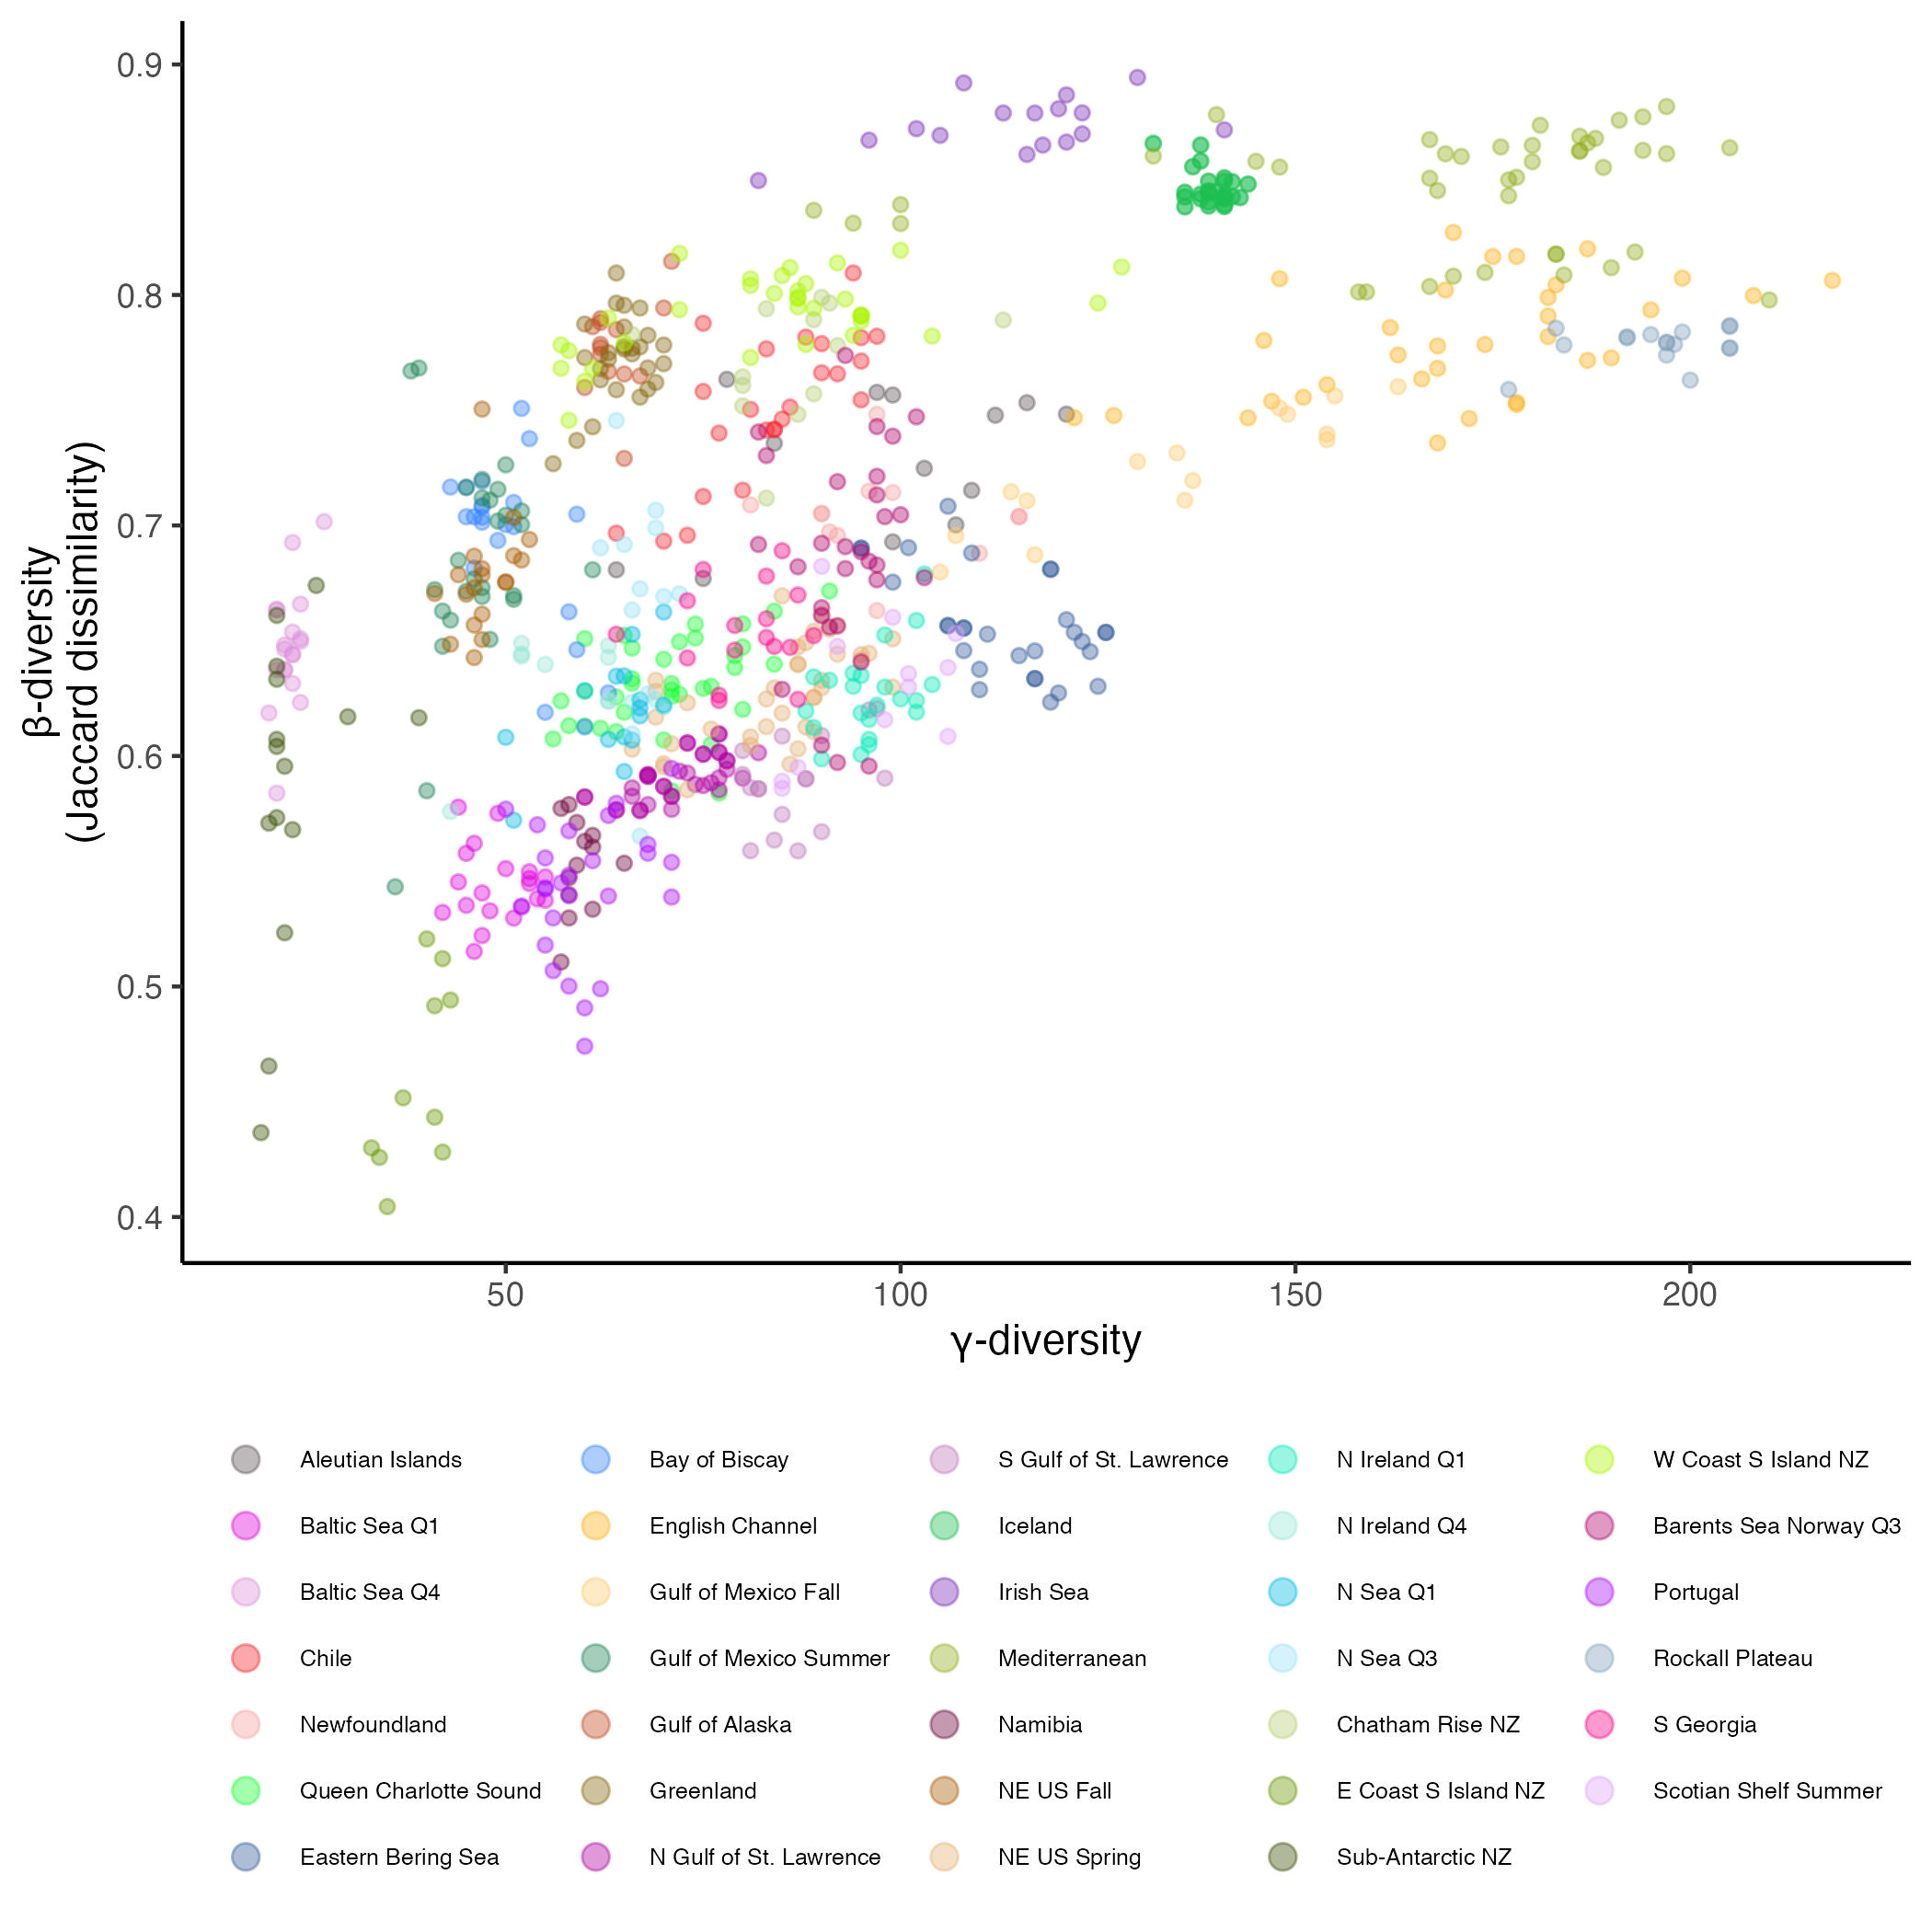 β-diversity
(Jaccard dissimilarity)
0.9
0.8
0.7
0.6
0.5
0.4
50 100 150 200
γ-diversity
Aleutian Islands Bay of Biscay S Gulf of St. Lawrence N Ireland Q1 W Coast S Island NZ
Baltic Sea Q1 English Channel Iceland N Ireland Q4 Barents Sea Norway Q3
Baltic Sea Q4 Gulf of Mexico Fall Irish Sea N Sea Q1 Portugal
Chile Gulf of Mexico Summer Mediterranean N Sea Q3 Rockall Plateau
Newfoundland Gulf of Alaska Namibia Chatham Rise NZ S Georgia
Queen Charlotte Sound Greenland NE US Fall E Coast S Island NZ Scotian Shelf Summer
Eastern Bering Sea N Gulf of St. Lawrence NE US Spring Sub-Antarctic NZ